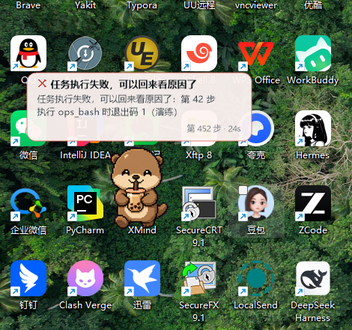 Brave Yakit Typora UU远程 vncviewer 优酷
UE W
Office WorkBuddy
任务执行失败，可以回来看原因了
任务执行失败，可以回来看原因了：第 42 步
执行 ops_bash 时退出码 1（演练）
第 452 步 · 24s
微信 IntelliJ IDEA Xftp 8 夸克 Hermes
PC Z
企业微信 PyCharm XMind SecureCRT 9.1 豆包 ZCode
钉钉 Clash Verge 迅雷 SecureFX 9.1 LocalSend DeepSeek Harness